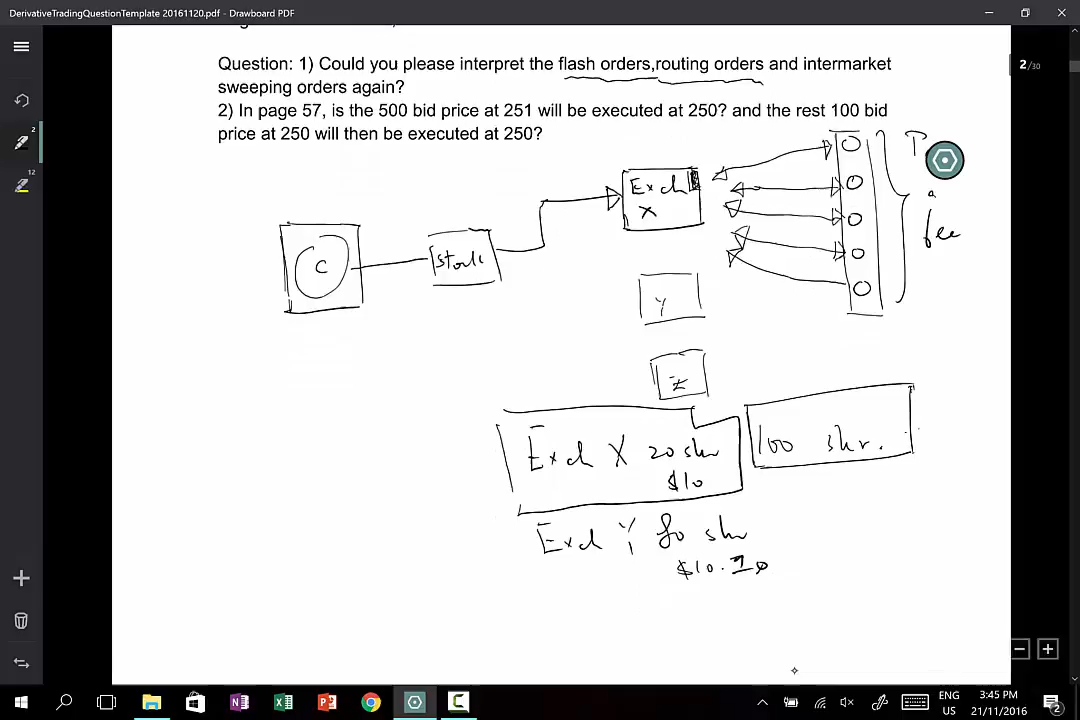 DerivativeTradingQuestionTemplate 20161120.pdf - Drawboard PDF
Question: 1) Could you please interpret the flash orders,routing orders and intermarket
sweeping orders again?
2) In page 57, is the 500 bid price at 251 will be executed at 250? and the rest 100 bid
price at 250 will then be executed at 250?
2/30
2
12
Exch
X
a
fee
C
Y
Z
Exch X 20 shr
$10
100 shr.
Exch Y 80 shr
ENG
US
3:45 PM
21/11/2016
2